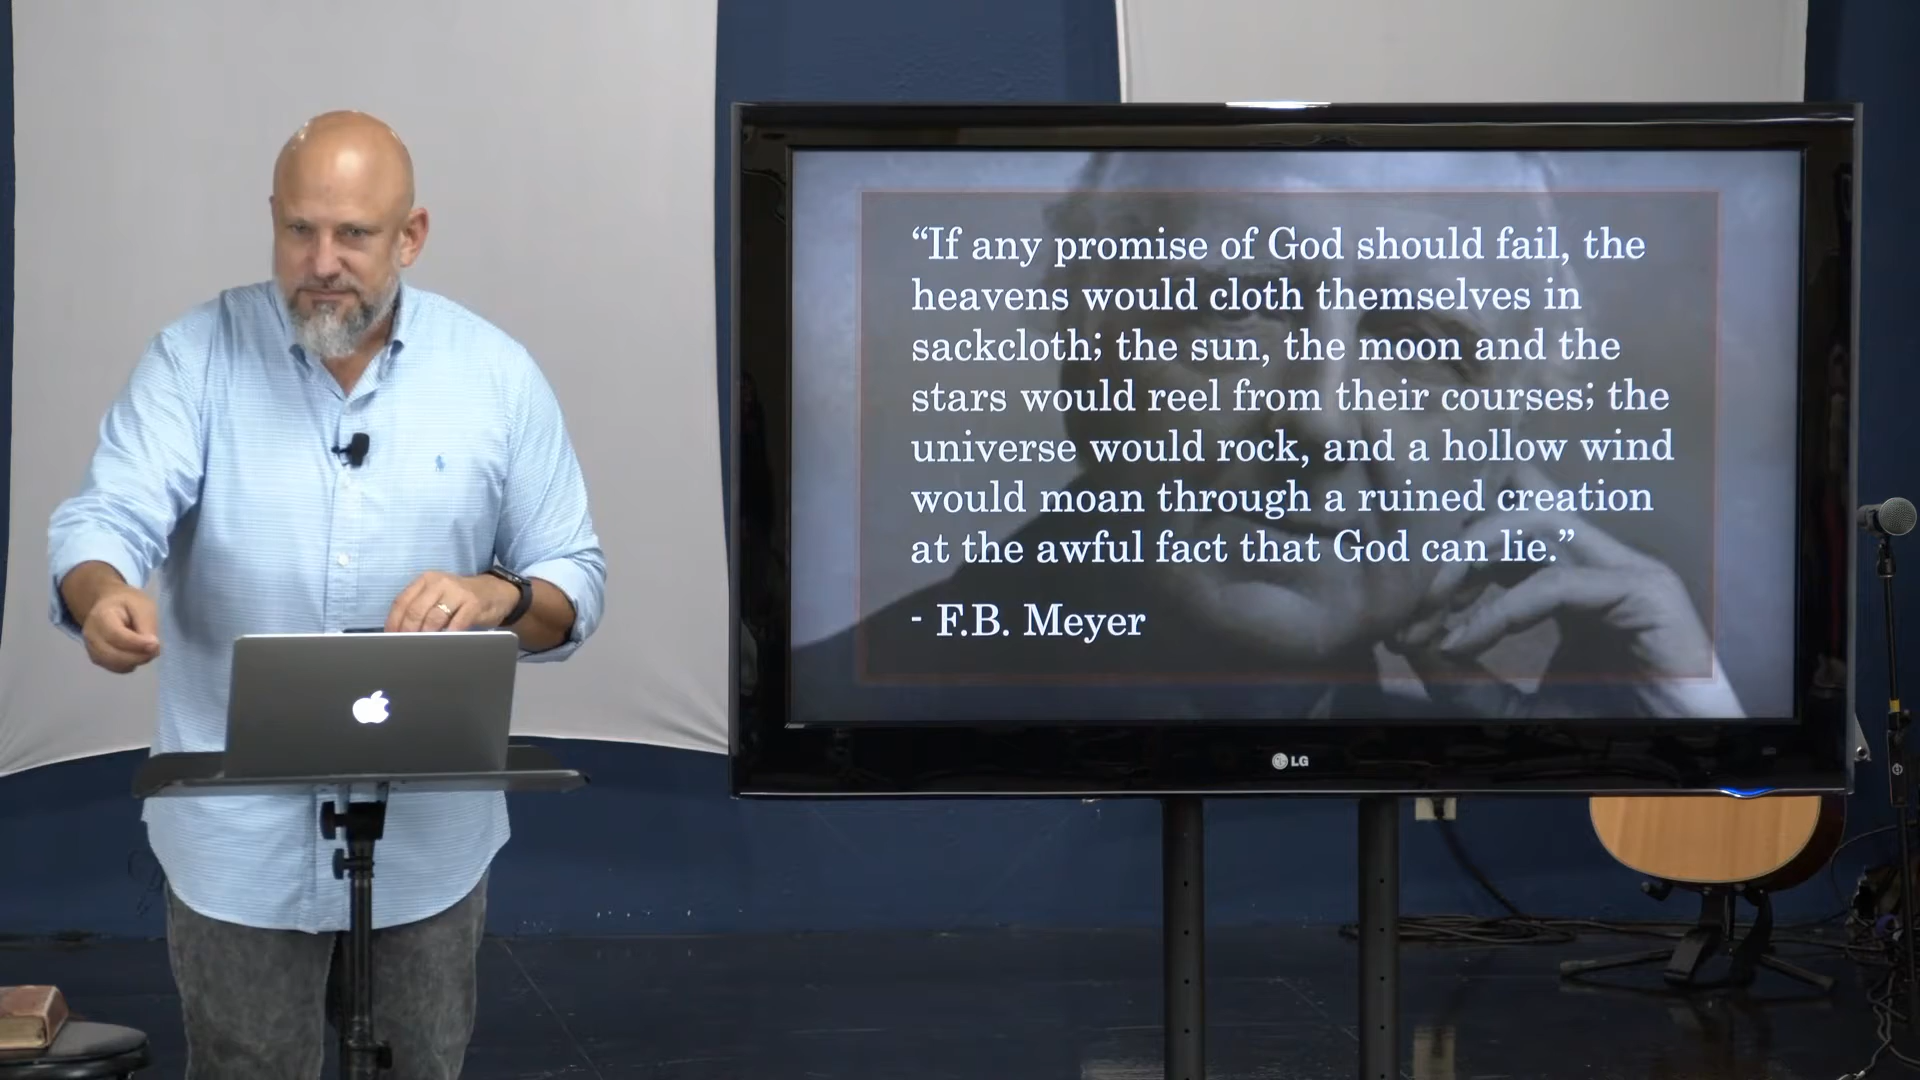 “If any promise of God should fail, the
heavens would cloth themselves in
sackcloth; the sun, the moon and the
stars would reel from their courses; the
universe would rock, and a hollow wind
would moan through a ruined creation
at the awful fact that God can lie.”
- F.B. Meyer
LG